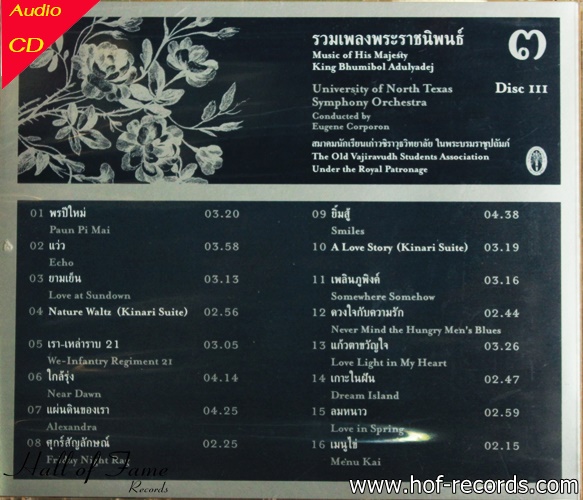 Audio
CD
รวมเพลงพระราชนิพนธ์
Music of His Majesty
King Bhumibol Adulyadej
๓
Disc III
University of North Texas
Symphony Orchestra
Conducted by
Eugene Corporon
สมาคมนักเรียนเก่าวชิราวุธวิทยาลัย ในพระบรมราชูปถัมภ์
The Old Vajiravudh Students Association
Under the Royal Patronage
01 พรปีใหม่ 03.20
Paun Pi Mai
02 แว่ว 03.58
Echo
03 ยามเย็น 03.13
Love at Sundown
04 Nature Waltz (Kinari Suite) 02.56
05 เรา-เหล่าราบ 21 03.05
We-Infantry Regiment 21
06 ใกล้รุ่ง 04.14
Near Dawn
07 แผ่นดินของเรา 04.25
Alexandra
08 ศุกร์สัญลักษณ์ 02.25
Friday Night Rag
09 ยิ้มสู้ 04.38
Smiles
10 A Love Story (Kinari Suite) 03.19
11 เพลินภูพิงค์ 03.16
Somewhere Somehow
12 ดวงใจกับความรัก 02.44
Never Mind the Hungry Men's Blues
13 แก้วตาขวัญใจ 03.26
Love Light in My Heart
14 เกาะในฝัน 02.47
Dream Island
15 ลมหนาว 02.59
Love in Spring
16 เมนูไข่ 02.15
Menu Kai
Hall of Fame
Records
www.hof-records.com